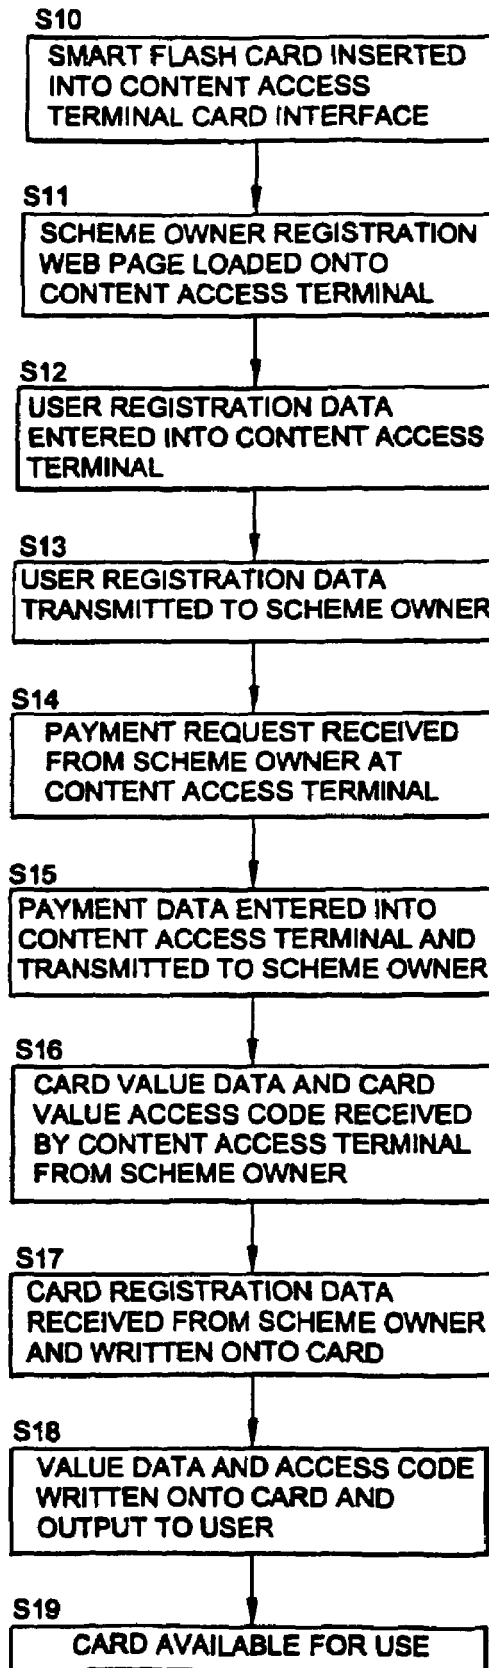 S10
SMART FLASH CARD INSERTED
INTO CONTENT ACCESS
TERMINAL CARD INTERFACE
S11
SCHEME OWNER REGISTRATION
WEB PAGE LOADED ONTO
CONTENT ACCESS TERMINAL
S12
USER REGISTRATION DATA
ENTERED INTO CONTENT ACCESS
TERMINAL
S13
USER REGISTRATION DATA
TRANSMITTED TO SCHEME OWNER
S14
PAYMENT REQUEST RECEIVED
FROM SCHEME OWNER AT
CONTENT ACCESS TERMINAL
S15
PAYMENT DATA ENTERED INTO
CONTENT ACCESS TERMINAL AND
TRANSMITTED TO SCHEME OWNER
S16
CARD VALUE DATA AND CARD
VALUE ACCESS CODE RECEIVED
BY CONTENT ACCESS TERMINAL
FROM SCHEME OWNER
S17
CARD REGISTRATION DATA
RECEIVED FROM SCHEME OWNER
AND WRITTEN ONTO CARD
S18
VALUE DATA AND ACCESS CODE
WRITTEN ONTO CARD AND
OUTPUT TO USER
S19
CARD AVAILABLE FOR USE